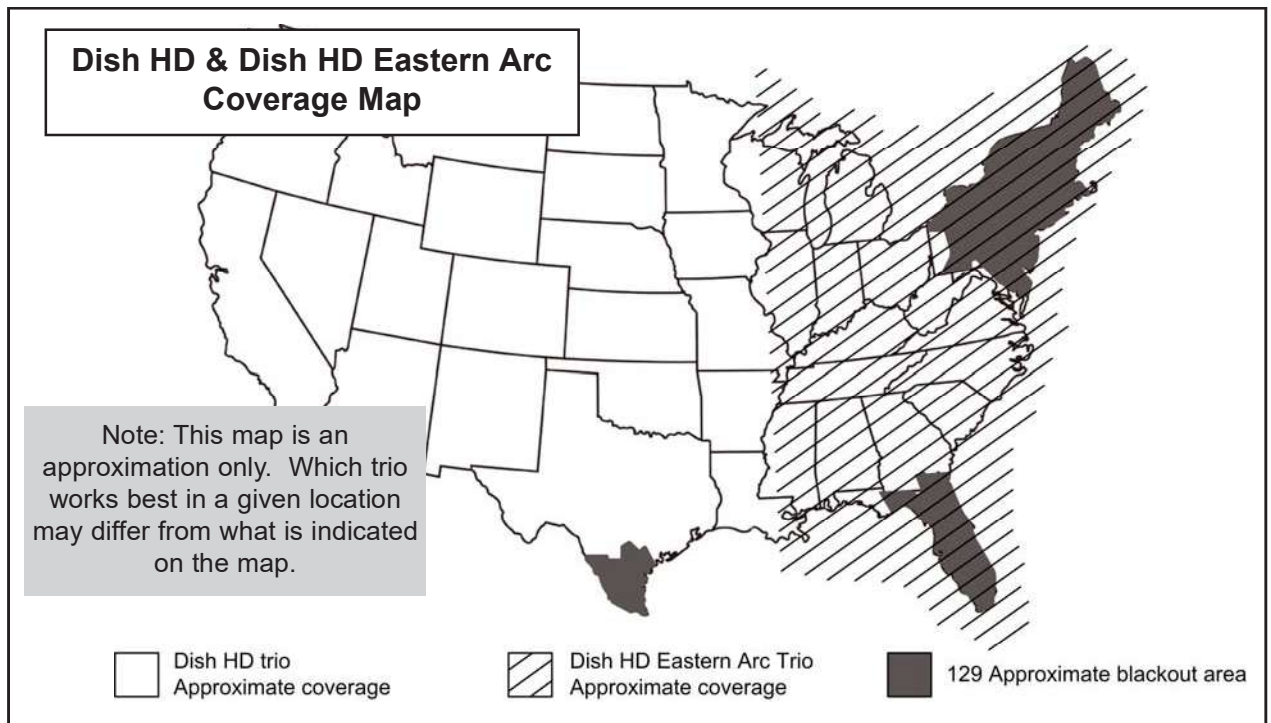 Dish HD & Dish HD Eastern Arc
Coverage Map
Note: This map is an
approximation only.  Which trio
works best in a given location
may differ from what is indicated
on the map.
Dish HD trio
Approximate coverage
Dish HD Eastern Arc Trio
Approximate coverage
129 Approximate blackout area